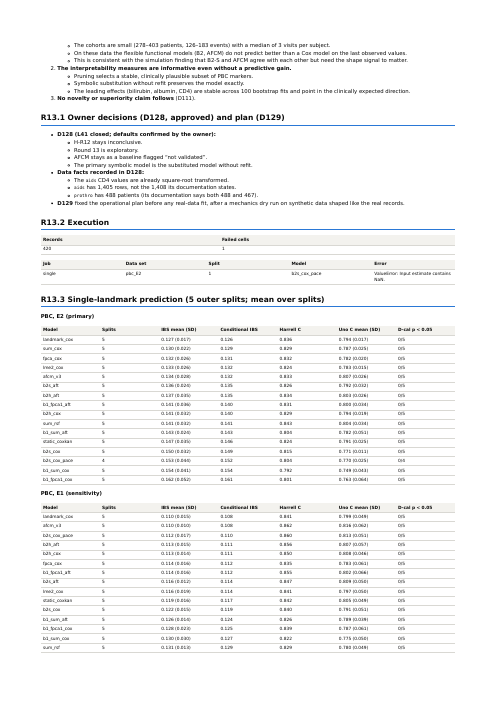 The cohorts are small (278–403 patients, 126–183 events) with a median of 3 visits per subject.
On these data the flexible functional models (B2, AFCM) do not predict better than a Cox model on the last observed values.
This is consistent with the simulation finding that B2-S and AFCM agree with each other but need the shape signal to matter.
2. The interpretability measures are informative even without a predictive gain.
Pruning selects a stable, clinically plausible subset of PBC markers.
Symbolic substitution without refit preserves the model exactly.
The leading effects (bilirubin, albumin, CD4) are stable across 100 bootstrap fits and point in the clinically expected direction.
3. No novelty or superiority claim follows (D111).
R13.1 Owner decisions (D128, approved) and plan (D129)
D128 (L41 closed; defaults confirmed by the owner):
H-R12 stays inconclusive.
Round 13 is exploratory.
AFCM stays as a baseline flagged "not validated".
The primary symbolic model is the substituted model without refit.
Data facts recorded in D128:
The aids CD4 values are already square-root transformed.
aids has 1,405 rows, not the 1,408 its documentation states.
prothro has 488 patients (its documentation says both 488 and 467).
D129 fixed the operational plan before any real-data fit, after a mechanics dry run on synthetic data shaped like the real records.
R13.2 Execution
Records Failed cells
420 1
Job Data set Split Model Error
single pbc_E2 1 b2s_cox_pace ValueError: Input estimate contains NaN.
R13.3 Single-landmark prediction (5 outer splits; mean over splits)
PBC, E2 (primary)
Model Splits IBS mean (SD) Conditional IBS Harrell C Uno C mean (SD) D-cal p < 0.05
landmark_cox 5 0.127 (0.017) 0.126 0.836 0.794 (0.017) 0/5
sum_cox 5 0.130 (0.022) 0.129 0.829 0.787 (0.025) 0/5
fpca_cox 5 0.132 (0.026) 0.131 0.832 0.782 (0.020) 0/5
lme2_cox 5 0.133 (0.026) 0.132 0.824 0.783 (0.015) 0/5
afcm_v3 5 0.134 (0.028) 0.132 0.833 0.807 (0.026) 0/5
b2s_aft 5 0.136 (0.024) 0.135 0.826 0.792 (0.032) 0/5
b2S_aft 5 0.137 (0.035) 0.135 0.834 0.803 (0.026) 0/5
b1_fpca1_aft 5 0.141 (0.036) 0.140 0.831 0.800 (0.034) 0/5
b2S_cox 5 0.141 (0.032) 0.140 0.829 0.794 (0.019) 0/5
sum_rsf 5 0.141 (0.032) 0.141 0.843 0.804 (0.034) 0/5
b1_sum_aft 5 0.143 (0.024) 0.143 0.804 0.782 (0.051) 0/5
static_coxkan 5 0.147 (0.035) 0.146 0.824 0.791 (0.025) 0/5
b2s_cox 5 0.150 (0.032) 0.149 0.815 0.771 (0.011) 0/5
b2s_cox_pace 4 0.152 (0.044) 0.152 0.804 0.770 (0.025) 0/4
b1_sum_cox 5 0.154 (0.041) 0.154 0.792 0.749 (0.043) 0/5
b1_fpca1_cox 5 0.162 (0.052) 0.161 0.801 0.763 (0.064) 0/5
PBC, E1 (sensitivity)
Model Splits IBS mean (SD) Conditional IBS Harrell C Uno C mean (SD) D-cal p < 0.05
landmark_cox 5 0.110 (0.015) 0.108 0.841 0.799 (0.049) 0/5
afcm_v3 5 0.110 (0.010) 0.108 0.862 0.816 (0.062) 0/5
b2s_cox_pace 5 0.112 (0.017) 0.110 0.860 0.813 (0.051) 0/5
b2S_aft 5 0.113 (0.015) 0.111 0.856 0.807 (0.057) 0/5
b2S_cox 5 0.113 (0.014) 0.111 0.850 0.808 (0.046) 0/5
fpca_cox 5 0.114 (0.016) 0.112 0.835 0.783 (0.061) 0/5
b1_fpca1_aft 5 0.114 (0.016) 0.112 0.855 0.802 (0.066) 0/5
b2s_aft 5 0.116 (0.012) 0.114 0.847 0.809 (0.050) 0/5
lme2_cox 5 0.116 (0.019) 0.114 0.841 0.797 (0.050) 0/5
static_coxkan 5 0.119 (0.016) 0.117 0.842 0.805 (0.049) 0/5
b2s_cox 5 0.122 (0.015) 0.119 0.840 0.791 (0.051) 0/5
b1_sum_aft 5 0.126 (0.014) 0.124 0.826 0.789 (0.039) 0/5
b1_fpca1_cox 5 0.128 (0.023) 0.125 0.839 0.787 (0.061) 0/5
b1_sum_cox 5 0.130 (0.030) 0.127 0.822 0.775 (0.050) 0/5
sum_rsf 5 0.131 (0.013) 0.129 0.829 0.780 (0.049) 0/5